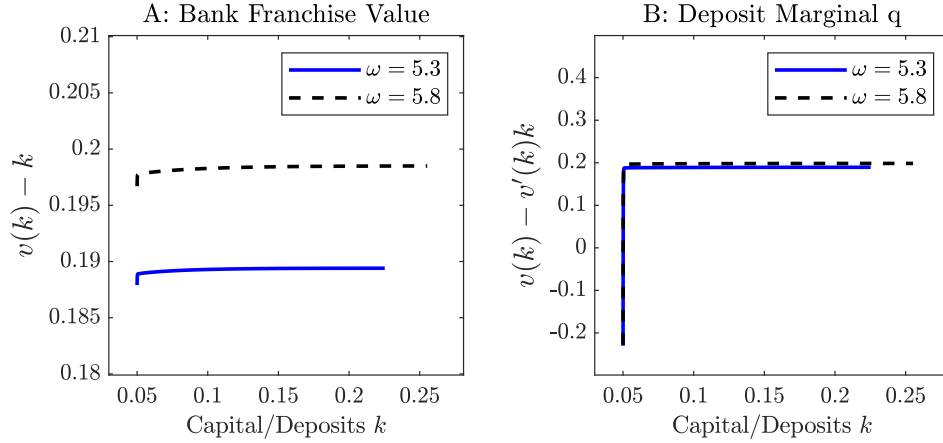 A: Bank Franchise Value
0.21
0.205
0.2
0.195
0.19
0.185
0.18
v(k) − k
ω = 5.3
ω = 5.8
0.05 0.1 0.15 0.2 0.25
Capital/Deposits k
B: Deposit Marginal q
0.4
0.3
0.2
0.1
0
-0.1
-0.2
v(k) − v′(k)k
ω = 5.3
ω = 5.8
0.05 0.1 0.15 0.2 0.25
Capital/Deposits k